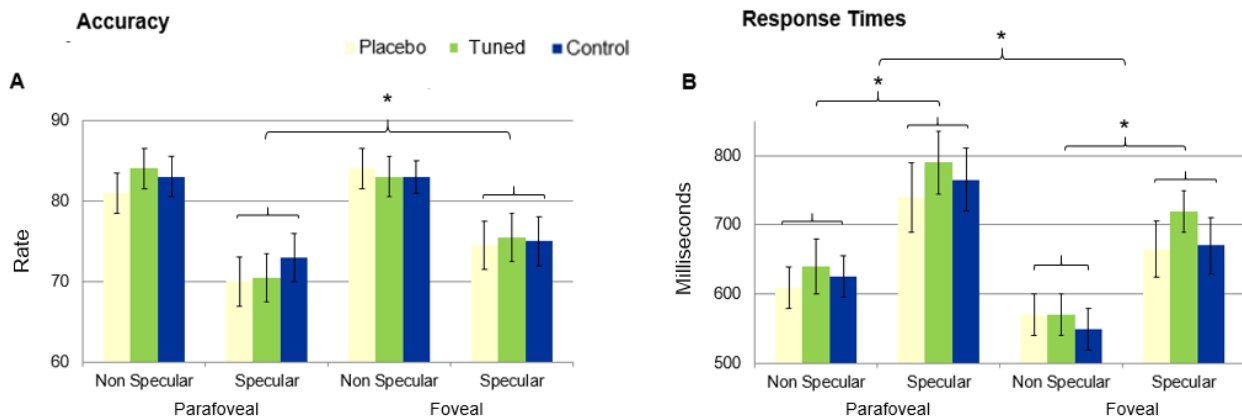 Accuracy
Placebo Tuned Control
A
*
90
80
70
60
Rate
Non Specular Specular Non Specular Specular
Parafoveal Foveal
Response Times
*
B
*
*
800
700
600
500
Milliseconds
Non Specular Specular Non Specular Specular
Parafoveal Foveal